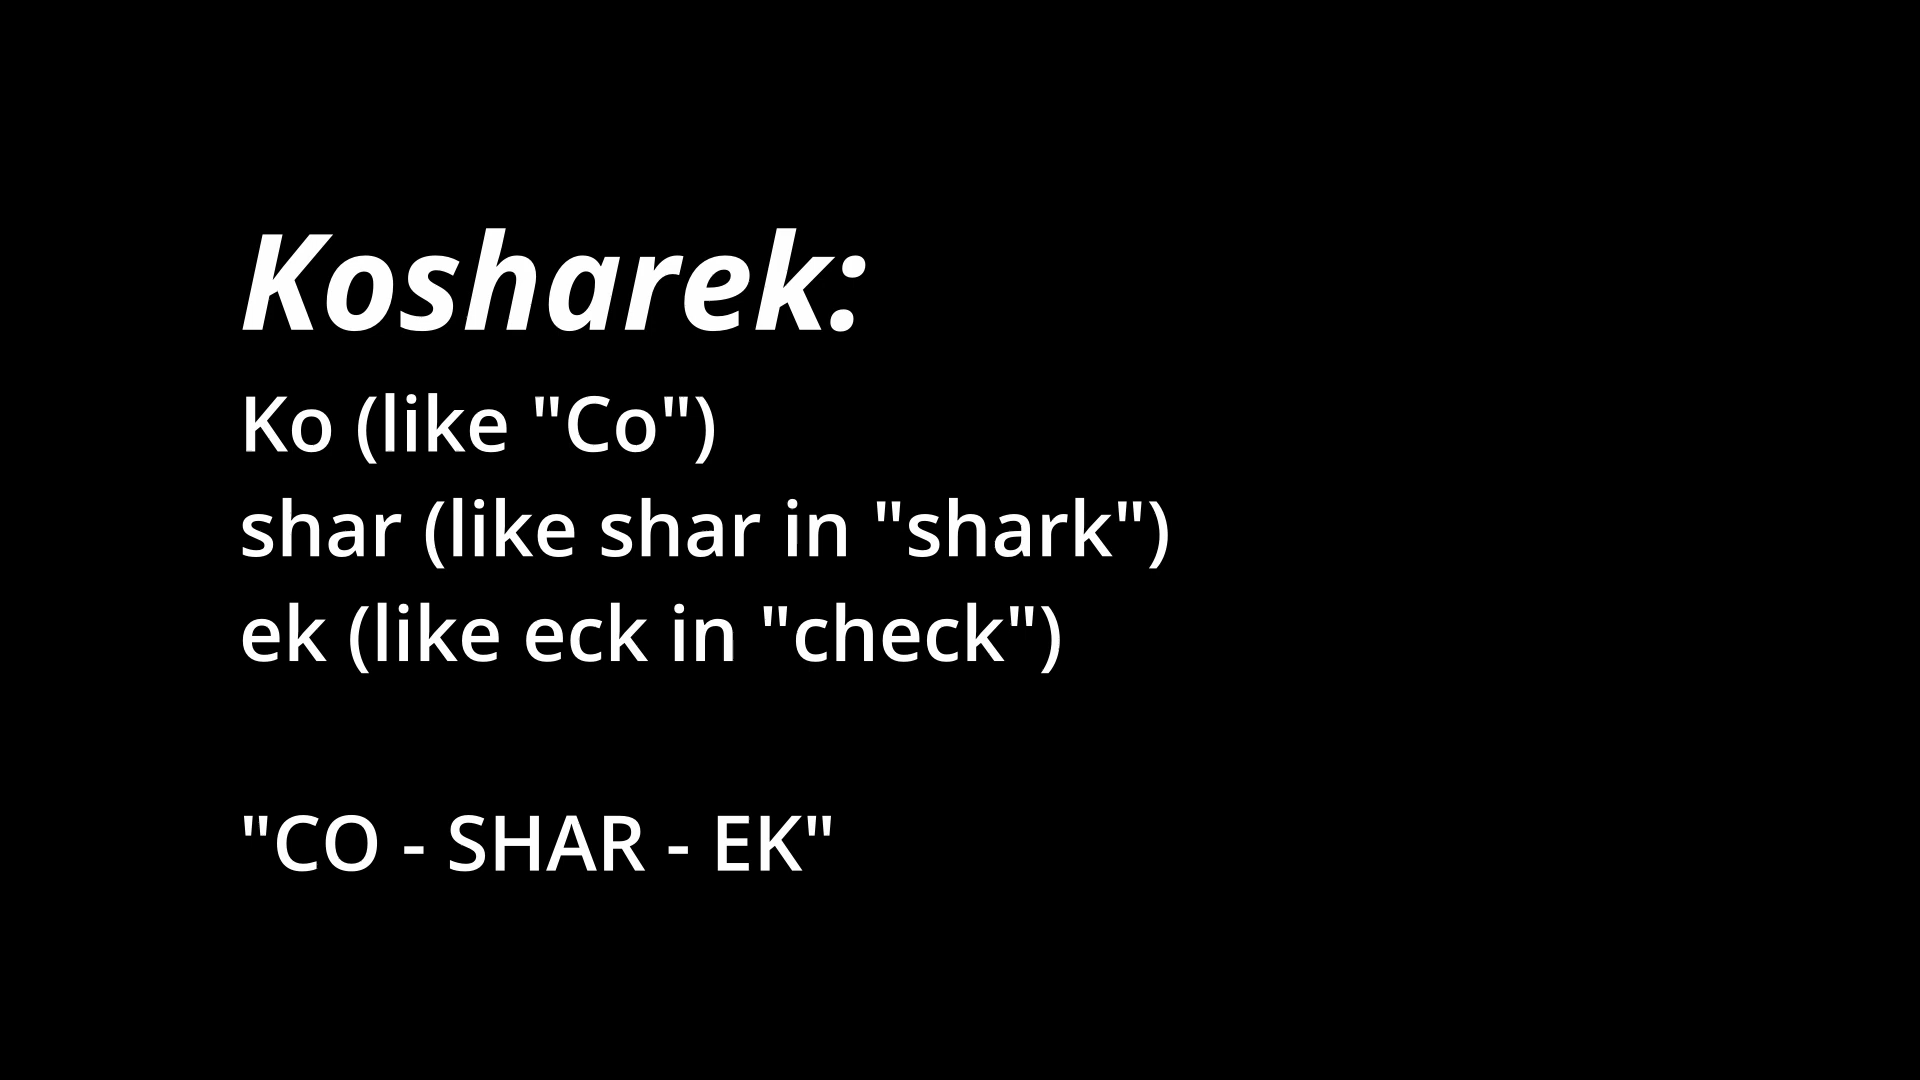 Kosharek:
Ko (like "Co")
shar (like shar in "shark")
ek (like eck in "check")
"CO - SHAR - EK"